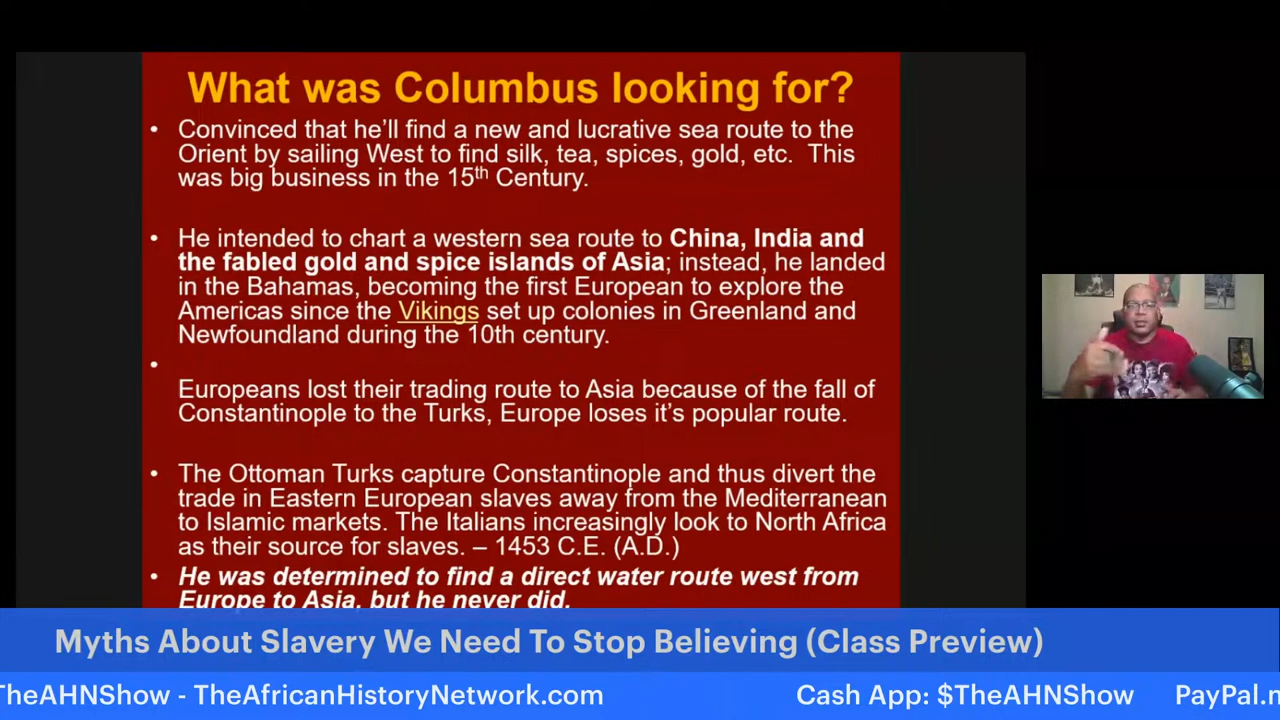 What was Columbus looking for?
• Convinced that he'll find a new and lucrative sea route to the
Orient by sailing West to find silk, tea, spices, gold, etc. This
was big business in the 15th Century.
• He intended to chart a western sea route to China, India and
the fabled gold and spice islands of Asia; instead, he landed
in the Bahamas, becoming the first European to explore the
Americas since the Vikings set up colonies in Greenland and
Newfoundland during the 10th century.
•
Europeans lost their trading route to Asia because of the fall of
Constantinople to the Turks, Europe loses it's popular route.
• The Ottoman Turks capture Constantinople and thus divert the
trade in Eastern European slaves away from the Mediterranean
to Islamic markets. The Italians increasingly look to North Africa
as their source for slaves. – 1453 C.E. (A.D.)
• He was determined to find a direct water route west from
Europe to Asia, but he never did.
Myths About Slavery We Need To Stop Believing (Class Preview)
TheAHNShow - TheAfricanHistoryNetwork.com Cash App: $TheAHNShow PayPal.m